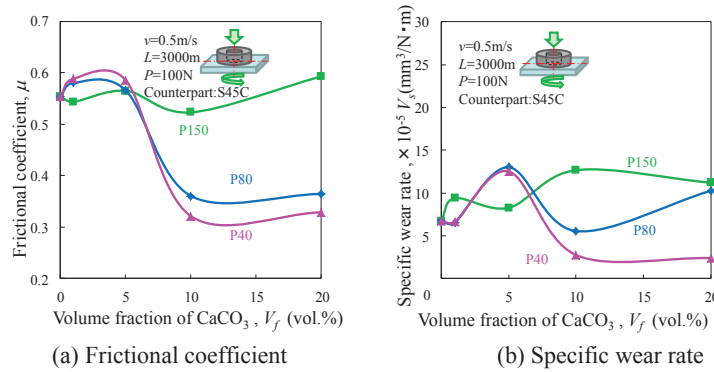 0.7
0.6
0.5
0.4
0.3
0.2
Frictional coefficient, μ
v=0.5m/s
L=3000m
P=100N
Counterpart:S45C
P150
P80
P40
0 5 10 15 20
Volume fraction of CaCO3 , Vf (vol.%)
(a) Frictional coefficient
30
25
20
15
10
5
0
Specific wear rate , × 10-5 Vs(mm3/N・m)
v=0.5m/s
L=3000m
P=100N
Counterpart:S45C
P150
P80
P40
0 5 10 15 20
Volume fraction of CaCO3 , Vf (vol.%)
(b) Specific wear rate